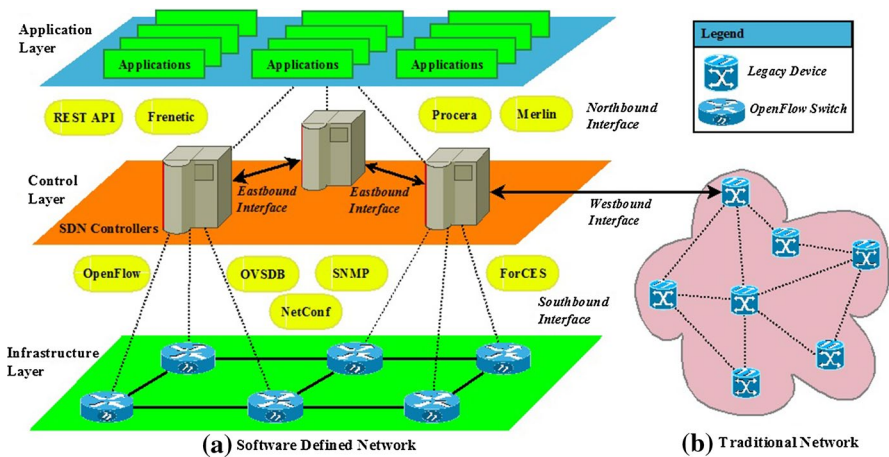 Application
Layer
Applications
Applications
Applications
Legend
Legacy Device
OpenFlow Switch
REST API
Frenetic
Procera
Merlin
Northbound
Interface
Control
Layer
Eastbound
Interface
Eastbound
Interface
Westbound
Interface
SDN Controllers
OpenFlow
OVSDB
SNMP
ForCES
NetConf
Southbound
Interface
Infrastructure
Layer
(a) Software Defined Network
(b) Traditional Network